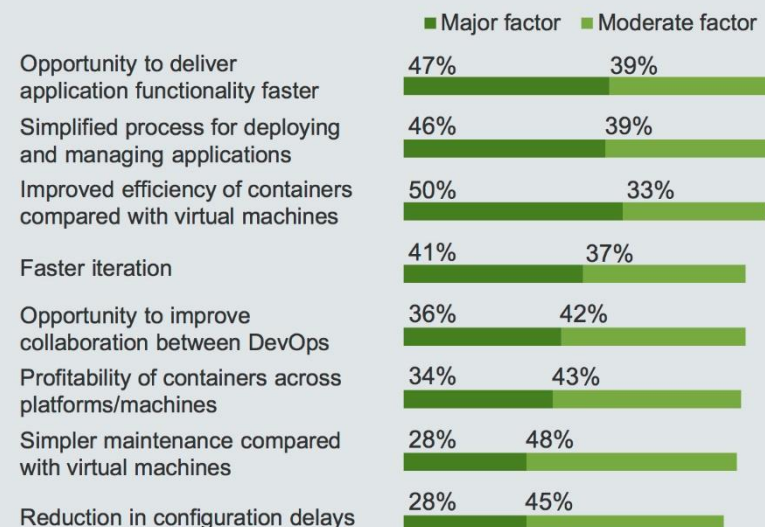 Major factor Moderate factor
Opportunity to deliver
application functionality faster
47% 39%
Simplified process for deploying
and managing applications
46% 39%
Improved efficiency of containers
compared with virtual machines
50% 33%
Faster iteration
41% 37%
Opportunity to improve
collaboration between DevOps
36% 42%
Profitability of containers across
platforms/machines
34% 43%
Simpler maintenance compared
with virtual machines
28% 48%
Reduction in configuration delays
28% 45%